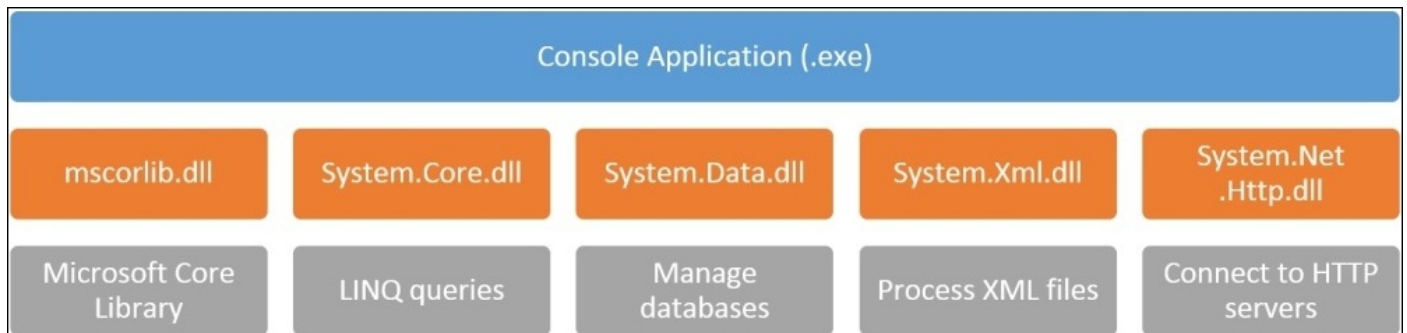 Console Application (.exe)
mscorlib.dll
System.Core.dll
System.Data.dll
System.Xml.dll
System.Net
.Http.dll
Microsoft Core
Library
LINQ queries
Manage
databases
Process XML files
Connect to HTTP
servers